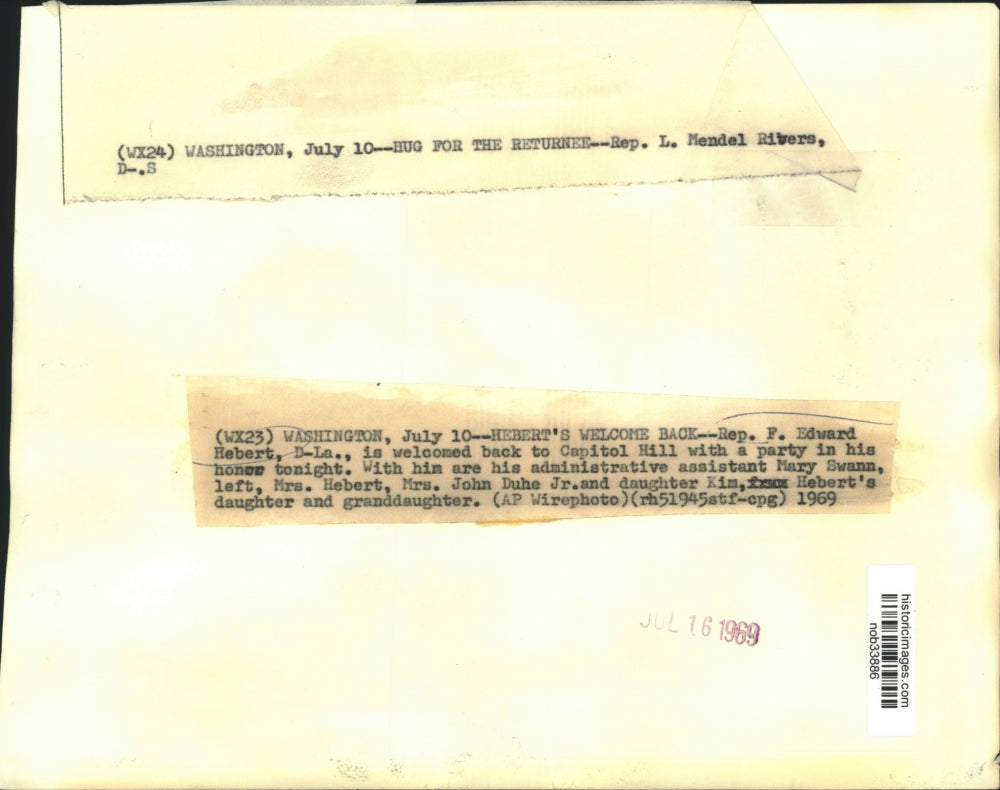 (WX24) WASHINGTON, July 10--HUG FOR THE RETURNEE--Rep. L. Mendel Rivers,
D-.S
(WX23) WASHINGTON, July 10--HEBERT'S WELCOME BACK--Rep. F. Edward
Hebert, D-La., is welcomed back to Capitol Hill with a party in his
honor tonight. With him are his administrative assistant Mary Swann,
left, Mrs. Hebert, Mrs. John Duhe Jr.and daughter Kim, Hebert's
daughter and granddaughter. (AP Wirephoto)(rh51945stf-cpg) 1969
JUL 16 1969
historicimages.com
nob33886